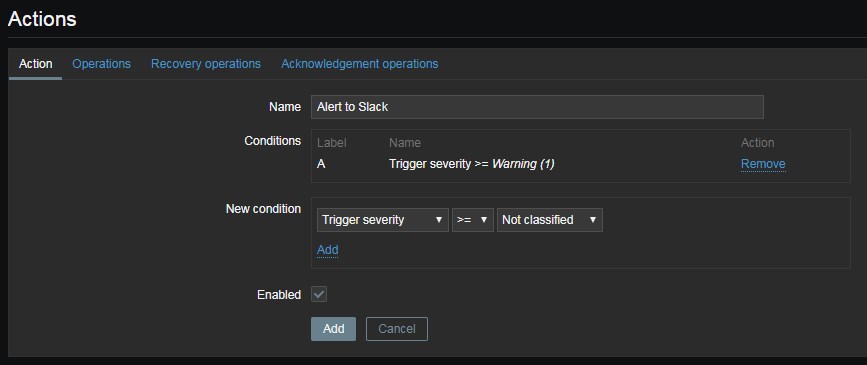 Actions
Action Operations Recovery operations Acknowledgement operations
Name Alert to Slack
Conditions Label Name Action
A Trigger severity >= Warning (1) Remove
New condition
Trigger severity >= Not classified
Add
Enabled
Add Cancel